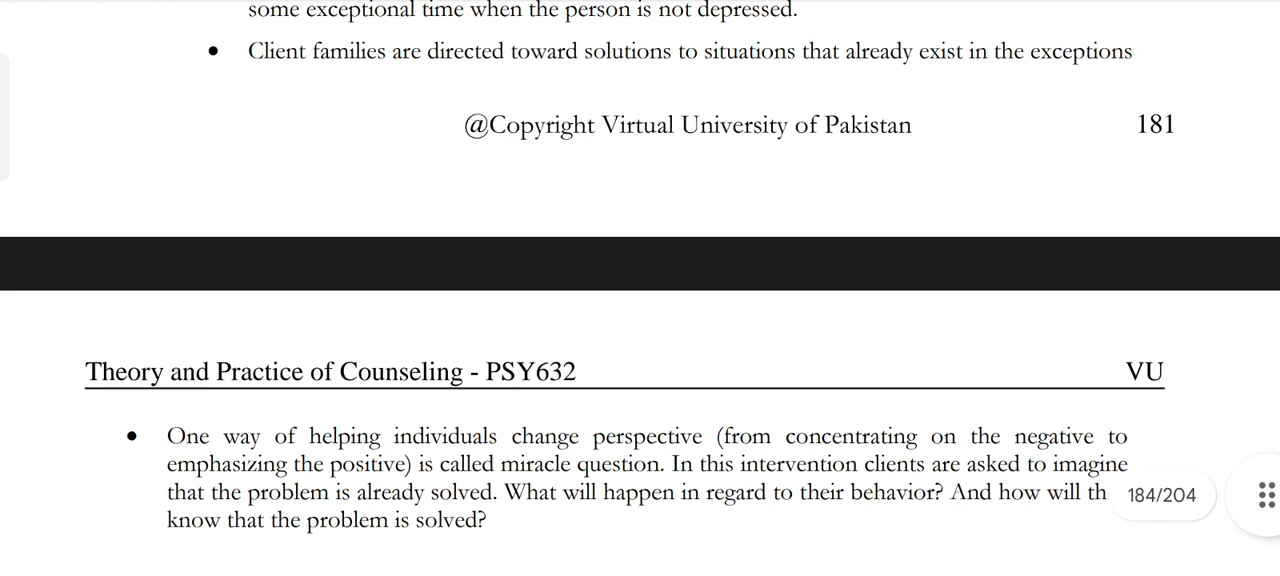 some exceptional time when the person is not depressed.
• Client families are directed toward solutions to situations that already exist in the exceptions
@Copyright Virtual University of Pakistan 181
Theory and Practice of Counseling - PSY632 VU
• One way of helping individuals change perspective (from concentrating on the negative to
emphasizing the positive) is called miracle question. In this intervention clients are asked to imagine
that the problem is already solved. What will happen in regard to their behavior? And how will th
184/204
know that the problem is solved?